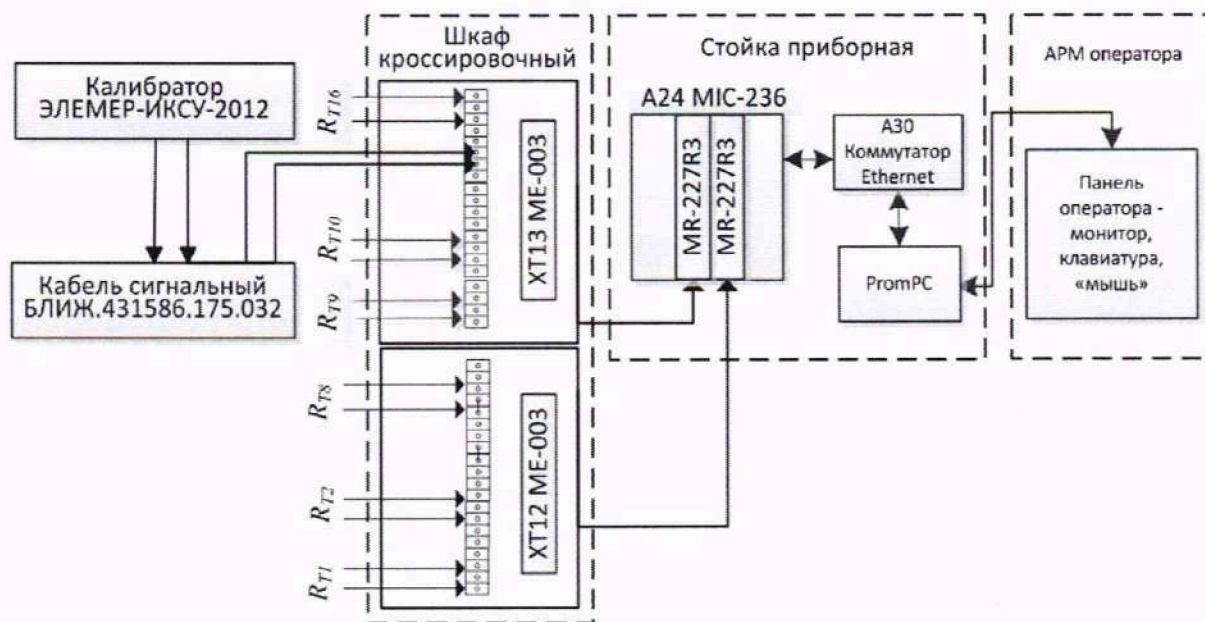 Калибратор
ЭЛЕМЕР-ИКСУ-2012
Кабель сигнальный
БЛИЖ.431586.175.032
Шкаф
кроссировочный
R_T16
R_T10
R_T9
XT13 ME-003
R_T8
R_T2
R_T1
XT12 ME-003
Стойка приборная
A24 MIC-236
MR-227R3
MR-227R3
A30
Коммутатор
Ethernet
PromPC
АРМ оператора
Панель
оператора -
монитор,
клавиатура,
«мышь»